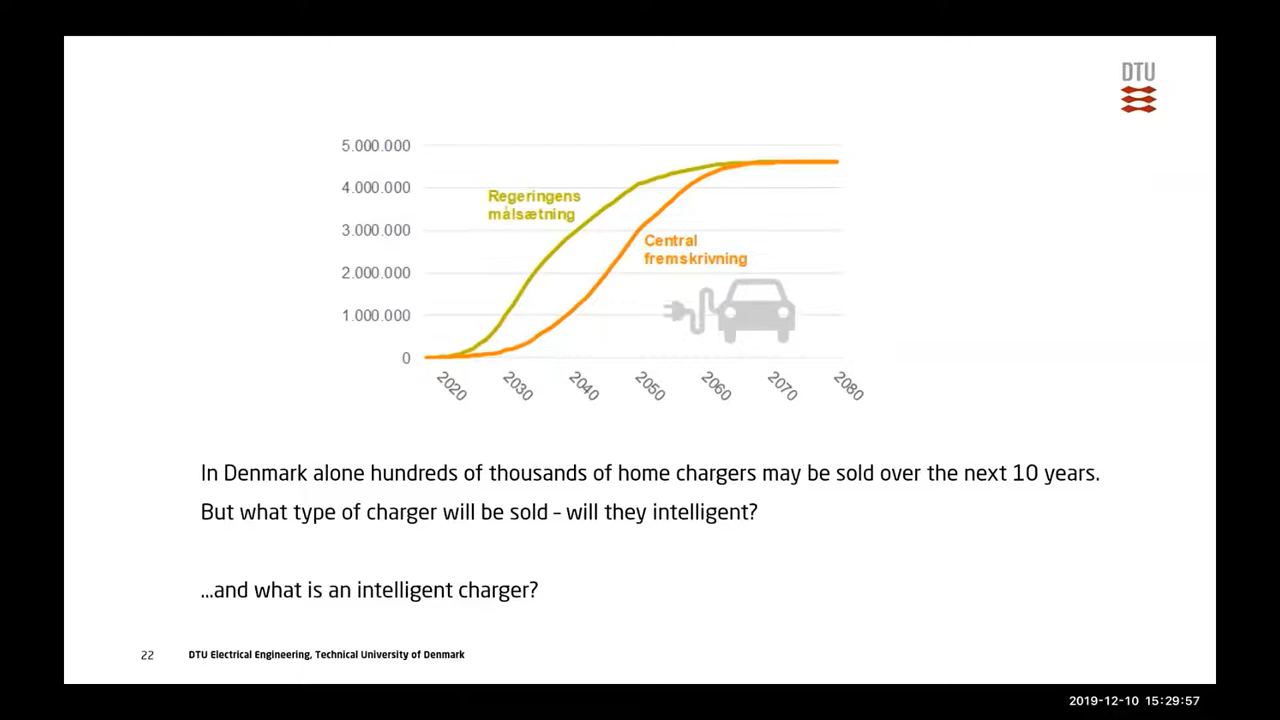 DTU
5.000.000
4.000.000
3.000.000
2.000.000
1.000.000
0
Regeringens
målsætning
Central
fremskrivning
2020
2030
2040
2050
2060
2070
2080
In Denmark alone hundreds of thousands of home chargers may be sold over the next 10 years.
But what type of charger will be sold – will they intelligent?
...and what is an intelligent charger?
22
DTU Electrical Engineering, Technical University of Denmark
2019-12-10 15:29:57